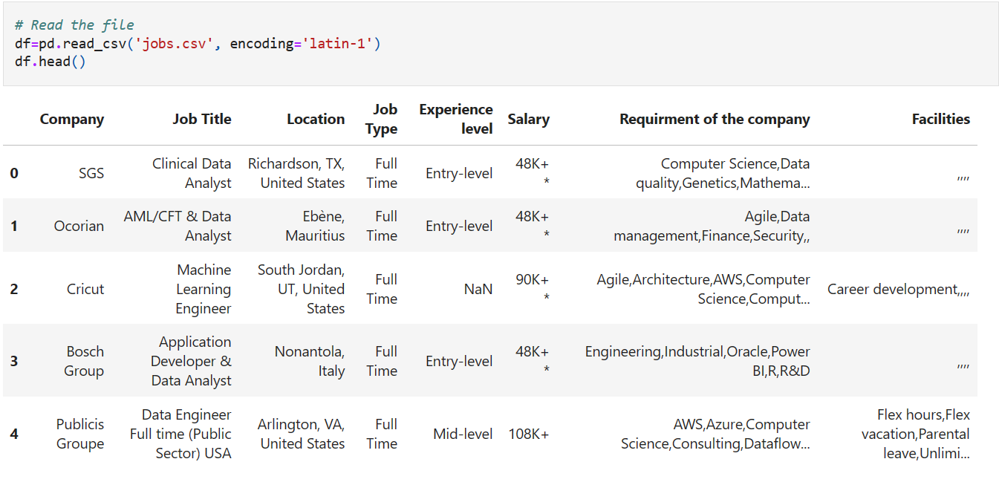 # Read the file
df=pd.read_csv('jobs.csv', encoding='latin-1')
df.head()
Company Job Title Location Job Type Experience level Salary Requirment of the company Facilities
0 SGS Clinical Data Analyst Richardson, TX, United States Full Time Entry-level 48K+ * Computer Science,Data quality,Genetics,Mathema... ,,,,
1 Ocorian AML/CFT & Data Analyst Ebène, Mauritius Full Time Entry-level 48K+ * Agile,Data management,Finance,Security,, ,,,,
2 Cricut Machine Learning Engineer South Jordan, UT, United States Full Time NaN 90K+ * Agile,Architecture,AWS,Computer Science,Comput... Career development,,,,
3 Bosch Group Application Developer & Data Analyst Nonantola, Italy Full Time Entry-level 48K+ * Engineering,Industrial,Oracle,Power BI,R,R&D ,,,,
4 Publicis Groupe Data Engineer Full time (Public Sector) USA Arlington, VA, United States Full Time Mid-level 108K+ AWS,Azure,Computer Science,Consulting,Dataflow... Flex hours,Flex vacation,Parental leave,Unlimi...